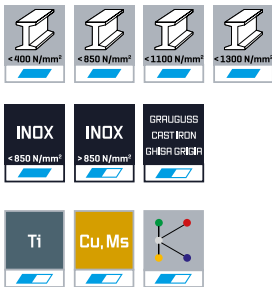 <400 N/mm² <850 N/mm² <1100 N/mm² <1300 N/mm²
INOX
<850 N/mm²
INOX
>850 N/mm²
GRAUGUSS
CAST IRON
GHISA GRIGIA
Ti
Cu, Ms